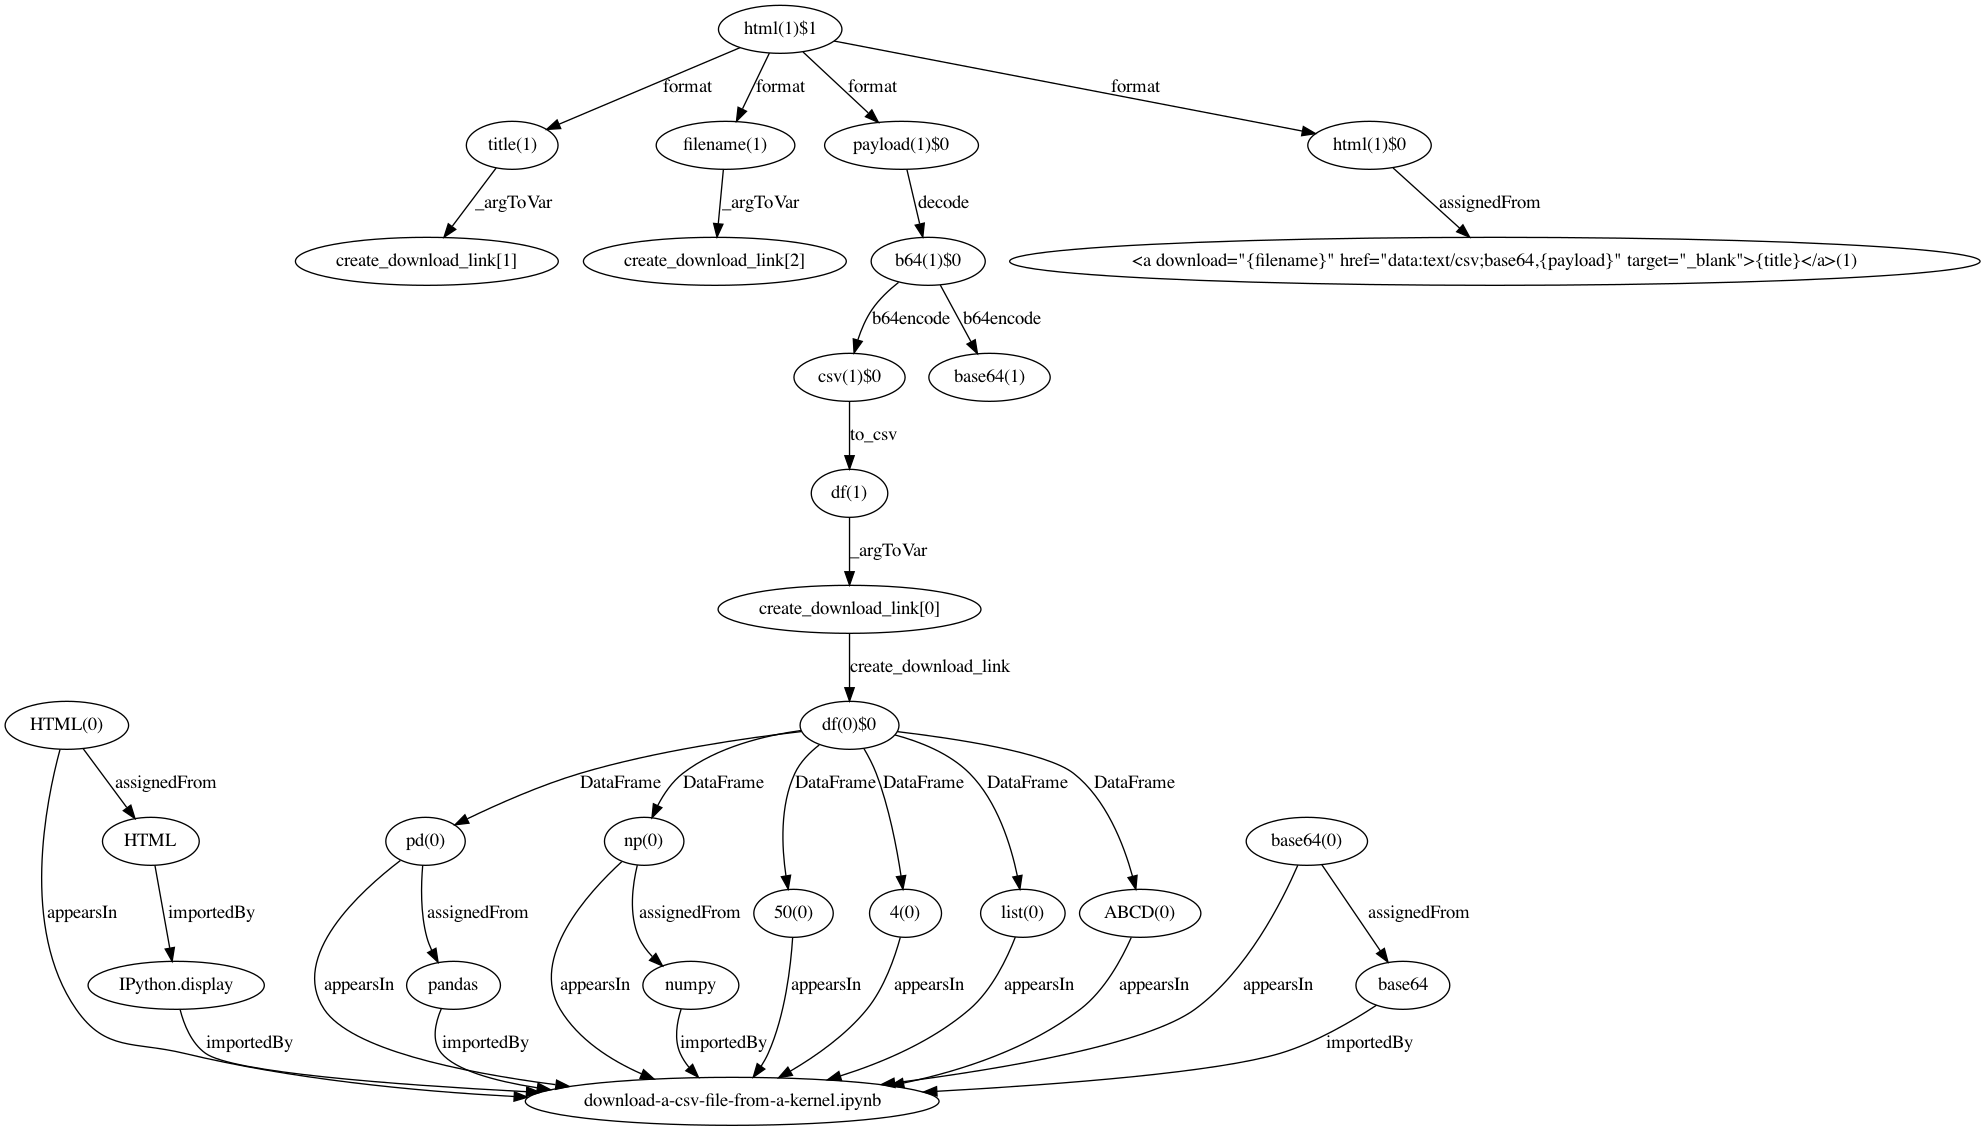 html(1)$1
format
format
format
format
title(1)
filename(1)
payload(1)$0
html(1)$0
_argToVar
_argToVar
decode
assignedFrom
create_download_link[1]
create_download_link[2]
b64(1)$0
<a download="{filename}" href="data:text/csv;base64,{payload}" target="_blank">{title}</a>(1)
b64encode
b64encode
csv(1)$0
base64(1)
to_csv
df(1)
_argToVar
create_download_link[0]
create_download_link
HTML(0)
df(0)$0
assignedFrom
DataFrame
DataFrame
DataFrame
DataFrame
DataFrame
DataFrame
HTML
pd(0)
np(0)
base64(0)
appearsIn
importedBy
assignedFrom
assignedFrom
50(0)
4(0)
list(0)
ABCD(0)
assignedFrom
IPython.display
appearsIn
pandas
appearsIn
numpy
appearsIn
appearsIn
appearsIn
appearsIn
appearsIn
base64
importedBy
importedBy
importedBy
importedBy
download-a-csv-file-from-a-kernel.ipynb